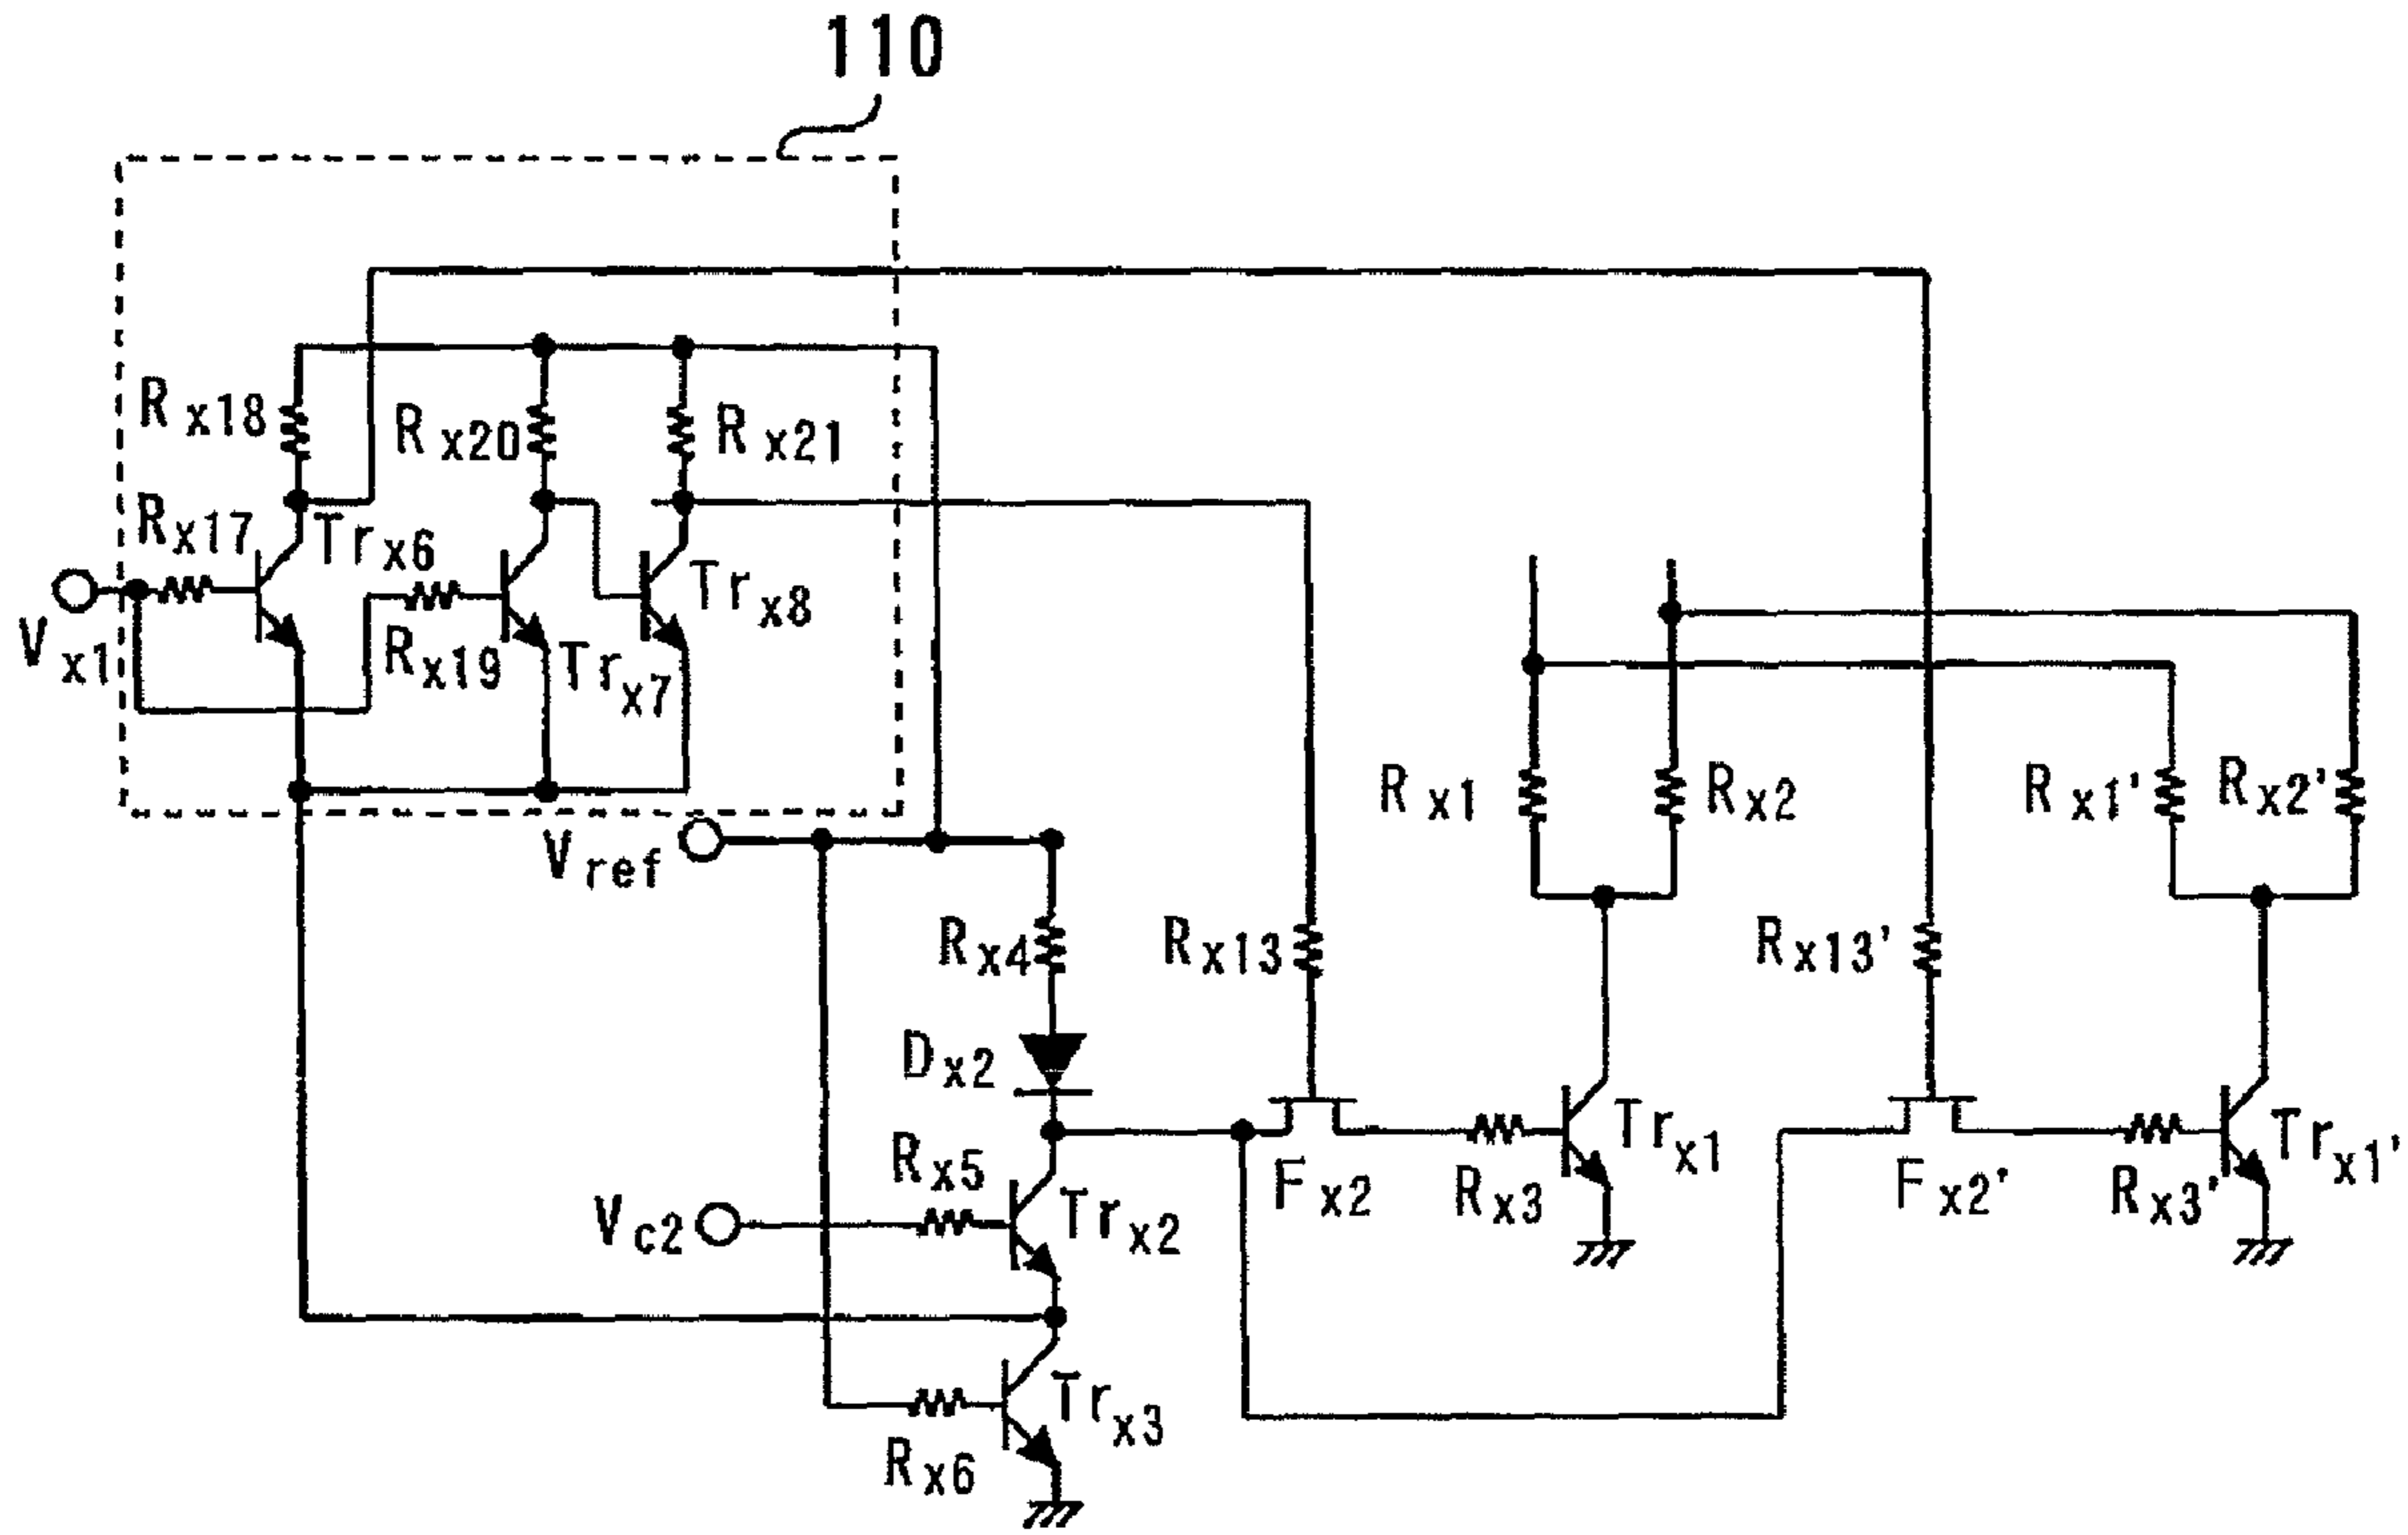 110
Rx18
Rx20
Rx21
Rx17
Trx6
Trx8
Vx1
Rx19
Trx7
Rx1
Rx2
Rx1'
Rx2'
Vref
Rx4
Rx13
Rx13'
Dx2
Rx5
Fx2
Rx3
Trx1
Fx2'
Rx3'
Trx1'
Vc2
Trx2
Trx3
Rx6